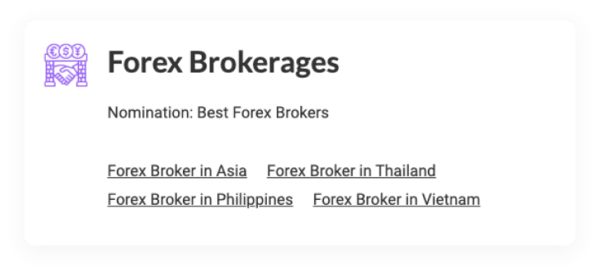 € $ ¥
Forex Brokerages
Nomination: Best Forex Brokers
Forex Broker in Asia Forex Broker in Thailand
Forex Broker in Philippines Forex Broker in Vietnam